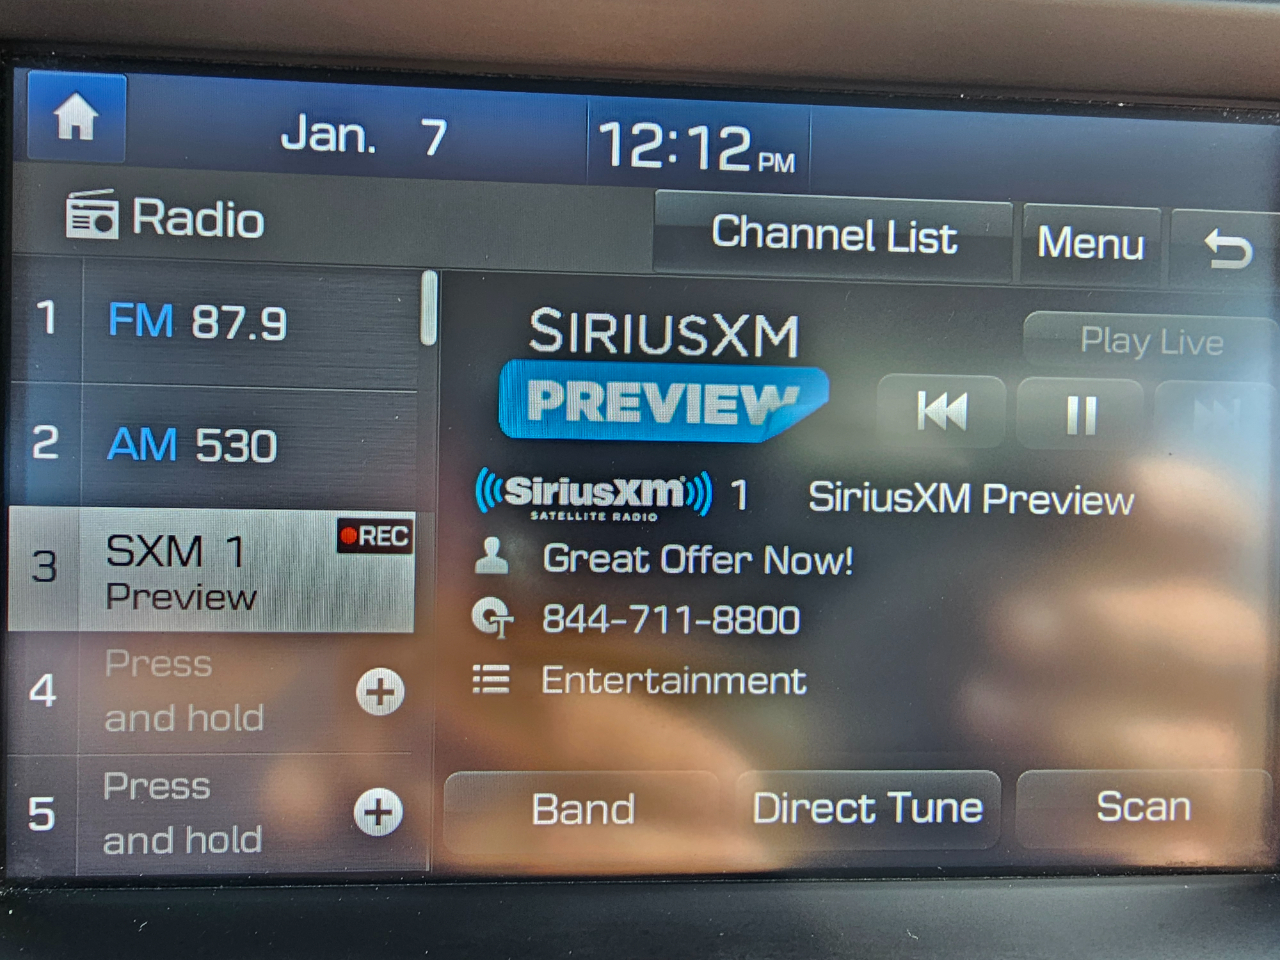 Jan. 7 12:12 PM
Radio Channel List Menu
1 FM 87.9
2 AM 530
3 SXM 1 REC
Preview
4 Press
and hold
5 Press
and hold
SIRIUSXM
PREVIEW
Play Live
SiriusXM 1 SiriusXM Preview
SATELLITE RADIO
Great Offer Now!
844-711-8800
Entertainment
Band Direct Tune Scan